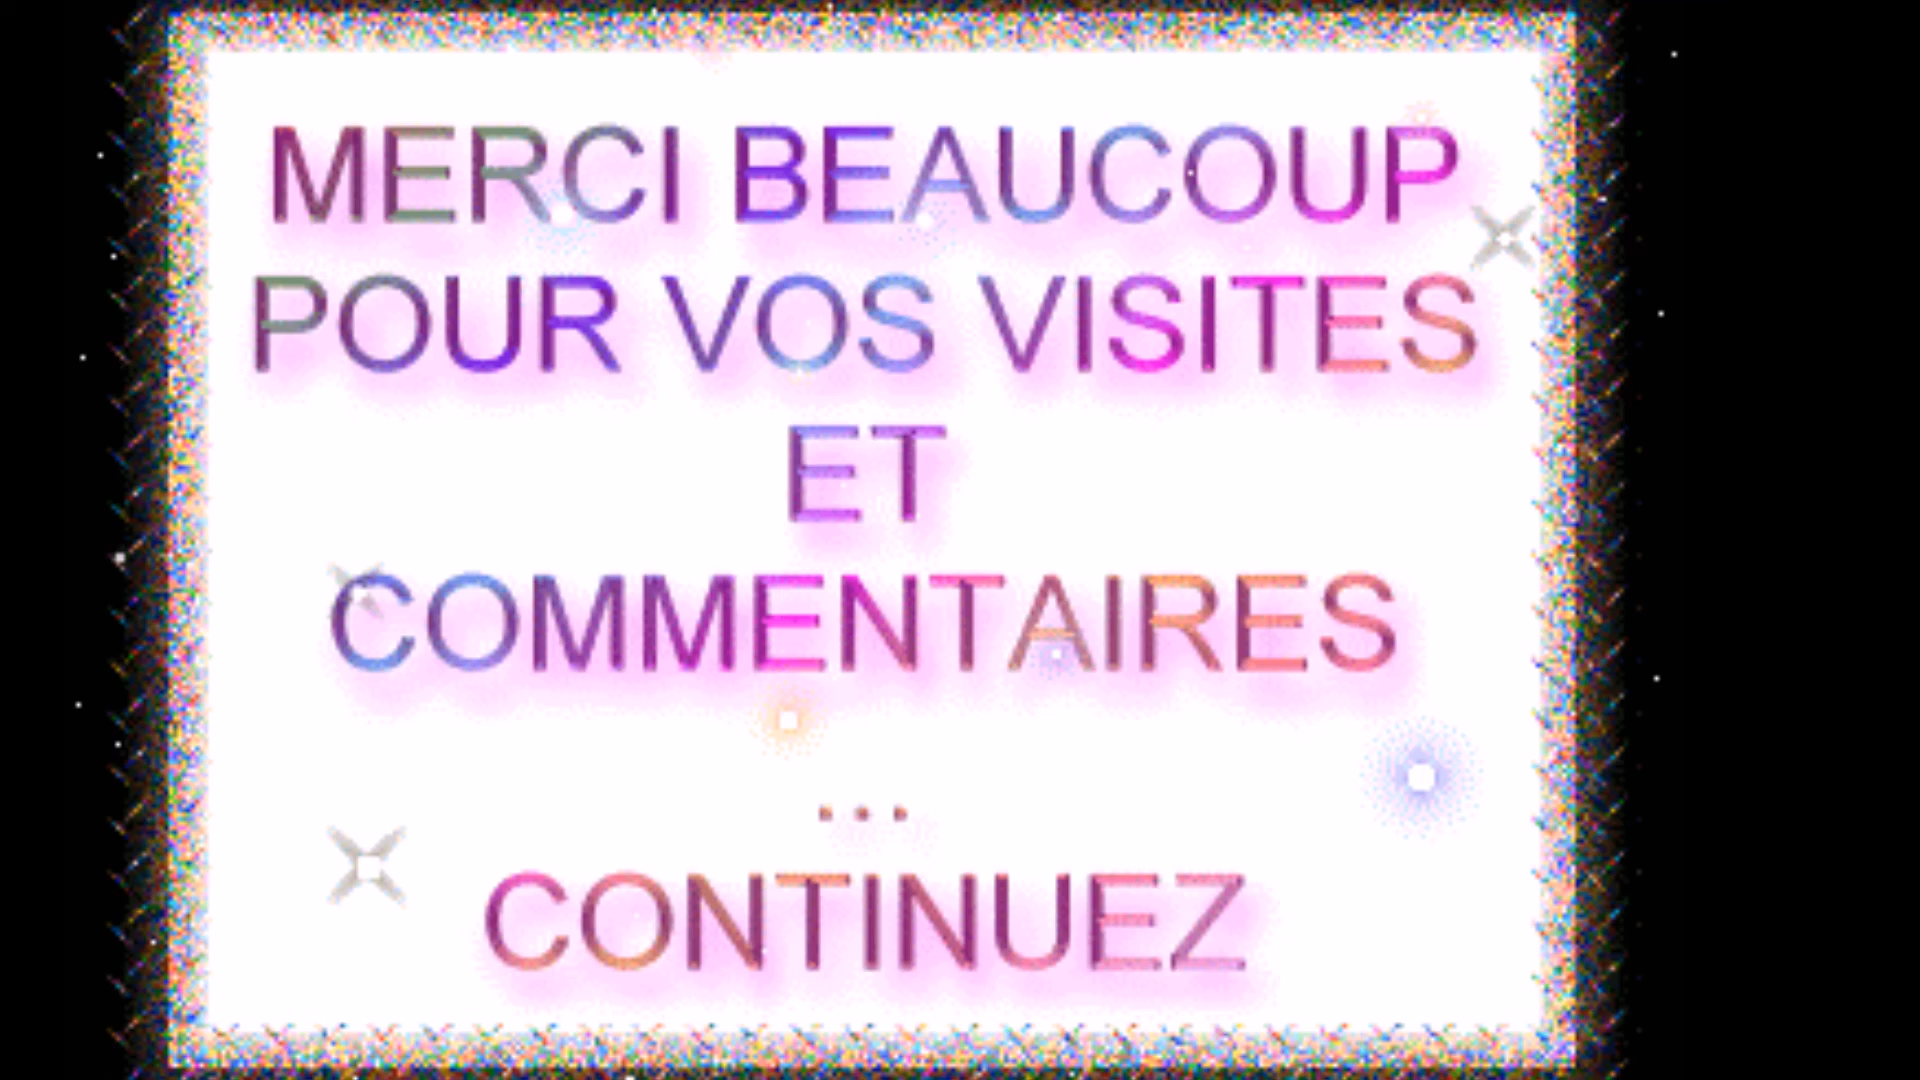 MERCI BEAUCOUP
POUR VOS VISITES
ET
COMMENTAIRES
...
CONTINUEZ